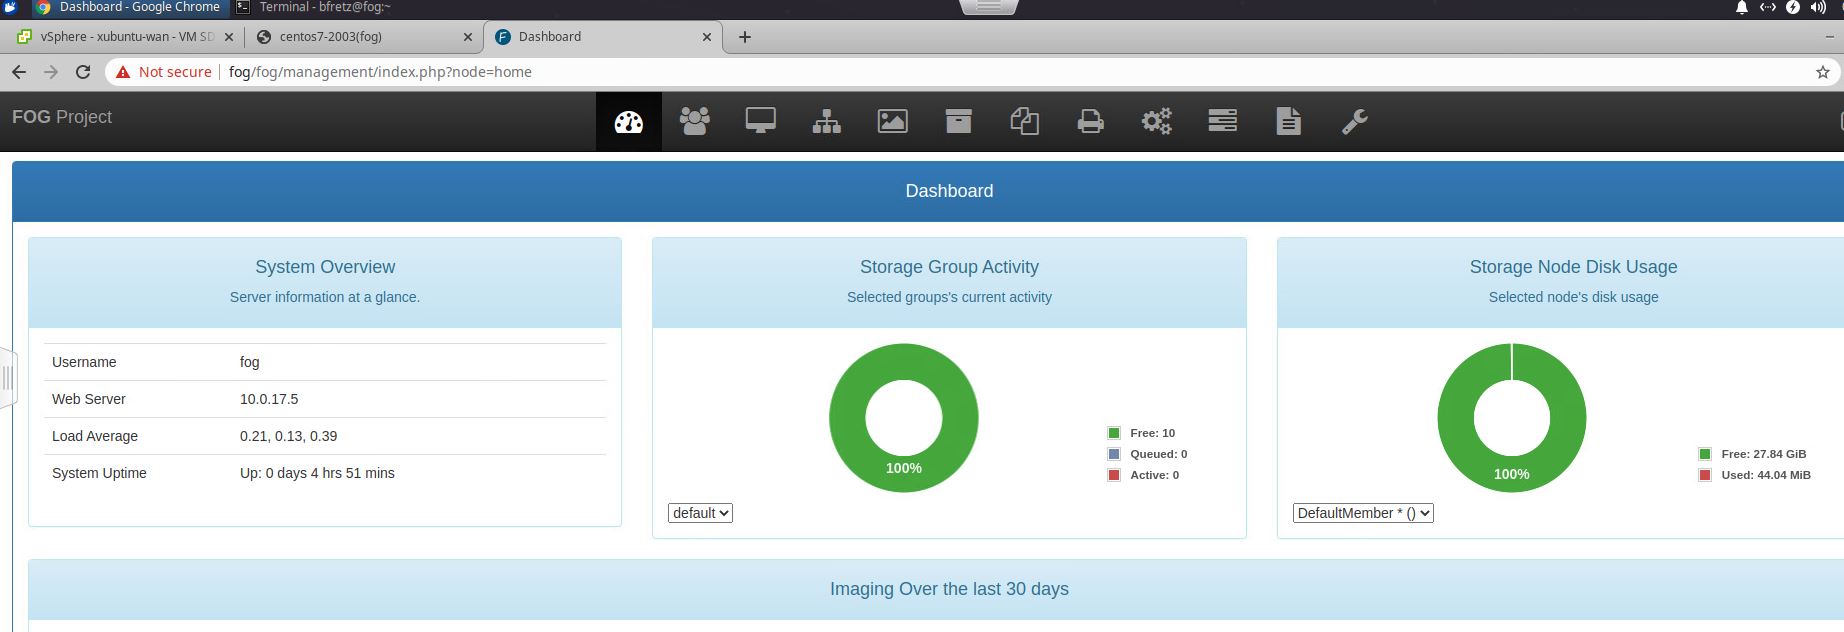 Dashboard - Google Chrome
Terminal - bfretz@fog:~
vSphere - xubuntu-wan - VM SD
centos7-2003(fog)
Dashboard
Not secure
fog/fog/management/index.php?node=home
FOG Project
Dashboard
System Overview
Server information at a glance.
Username fog
Web Server 10.0.17.5
Load Average 0.21, 0.13, 0.39
System Uptime Up: 0 days 4 hrs 51 mins
Storage Group Activity
Selected groups's current activity
Free: 10
Queued: 0
Active: 0
100%
default
Storage Node Disk Usage
Selected node's disk usage
Free: 27.84 GiB
Used: 44.04 MiB
100%
DefaultMember * ()
Imaging Over the last 30 days